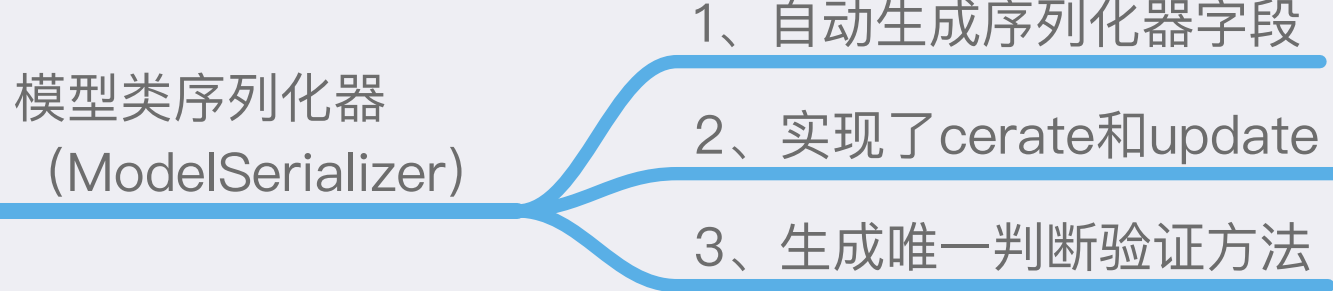 模型类序列化器
（ModelSerializer）
1、自动生成序列化器字段
2、实现了cerate和update
3、生成唯一判断验证方法